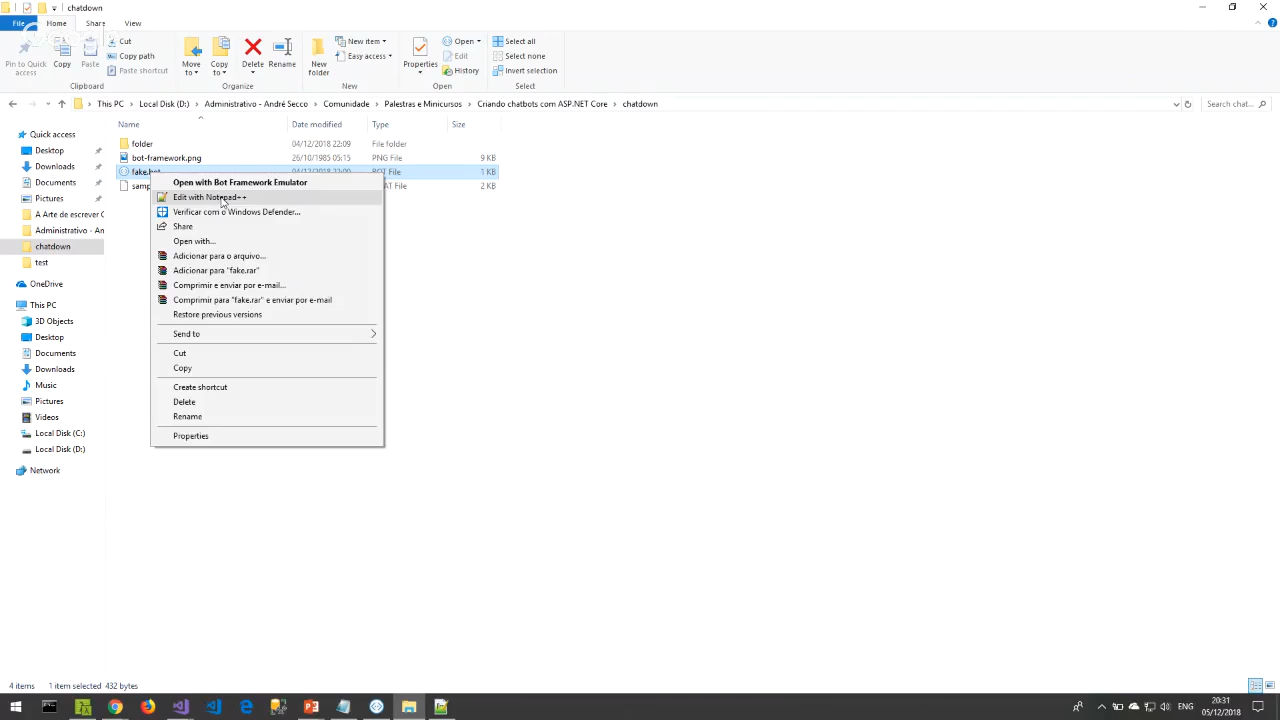 chatdown
File Home Share View
Pin to Quick access
Copy
Paste
Cut
Copy path
Paste shortcut
Move to
Copy to
Delete
Rename
New folder
New item
Easy access
Properties
Open
Edit
History
Select all
Select none
Invert selection
Clipboard Organize New Open Select
This PC Local Disk (D:) Administrativo - André Secco Comunidade Palestras e Minicursos Criando chatbots com ASP.NET Core chatdown
Search chat...
Name Date modified Type Size
folder 04/12/2018 22:09 File folder
bot-framework.png 26/10/1985 05:15 PNG File 9 KB
fake.bot 04/12/2018 22:09 BOT File 1 KB
2 KB
Quick access
Desktop
Downloads
Documents
Pictures
A Arte de escrever C
Administrativo - An
chatdown
test
OneDrive
This PC
3D Objects
Desktop
Documents
Downloads
Music
Pictures
Videos
Local Disk (C:)
Local Disk (D:)
Network
Open with Bot Framework Emulator
Edit with Notepad++
Verificar com o Windows Defender...
Share
Open with...
Adicionar para o arquivo...
Adicionar para "fake.rar"
Comprimir e enviar por e-mail...
Comprimir para "fake.rar" e enviar por e-mail
Restore previous versions
Send to
Cut
Copy
Create shortcut
Delete
Rename
Properties
4 items 1 item selected 432 bytes
ENG
20:31
05/12/2018